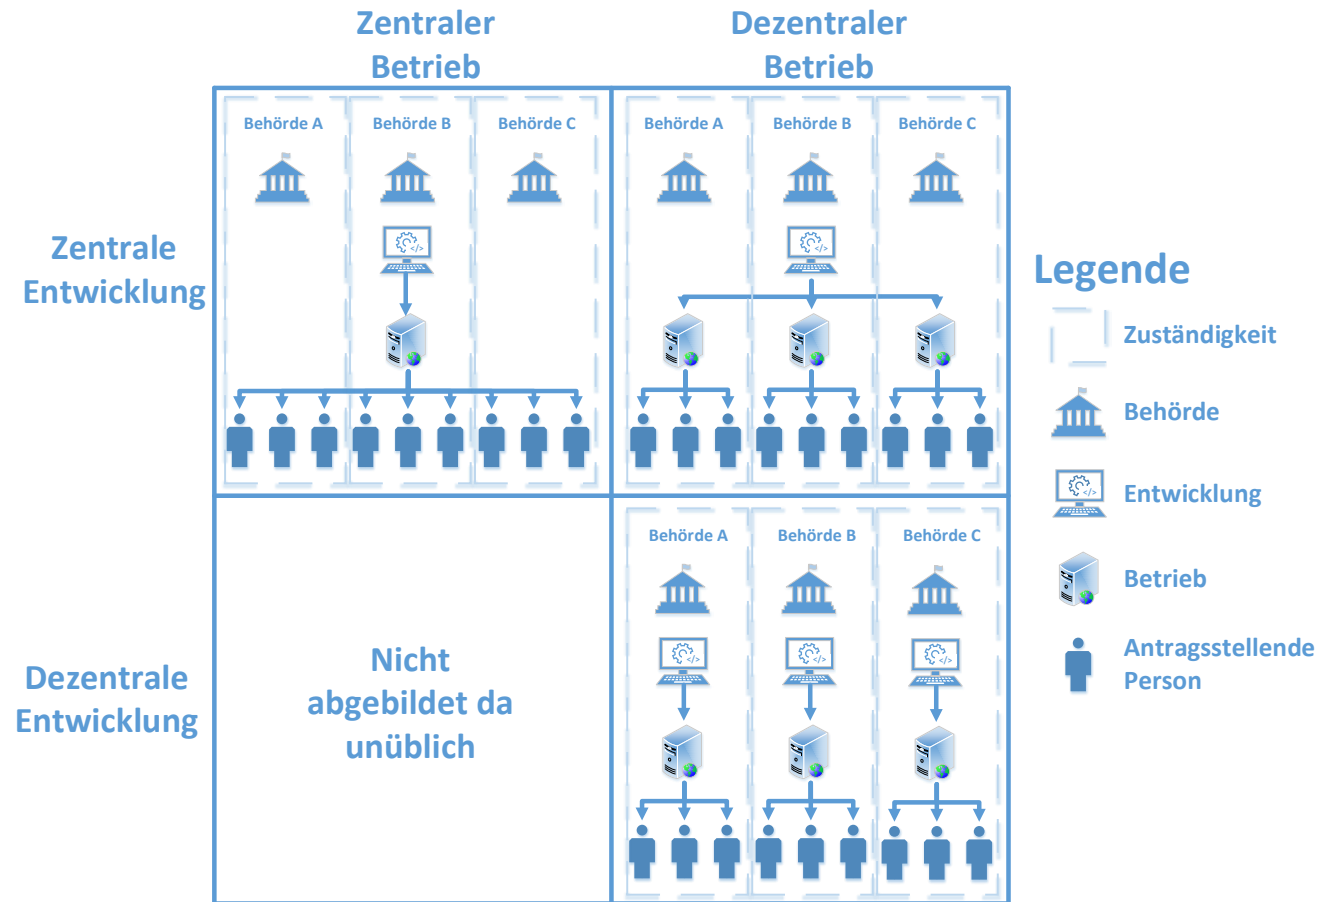 Zentraler
Betrieb
Dezentraler
Betrieb
Zentrale
Entwicklung
Behörde A
Behörde B
Behörde C
</>
Behörde A
Behörde B
Behörde C
</>
Dezentrale
Entwicklung
Nicht
abgebildet da
unüblich
Behörde A
Behörde B
Behörde C
</>
</>
</>
Legende
Zuständigkeit
Behörde
</>
Entwicklung
Betrieb
Antragsstellende
Person